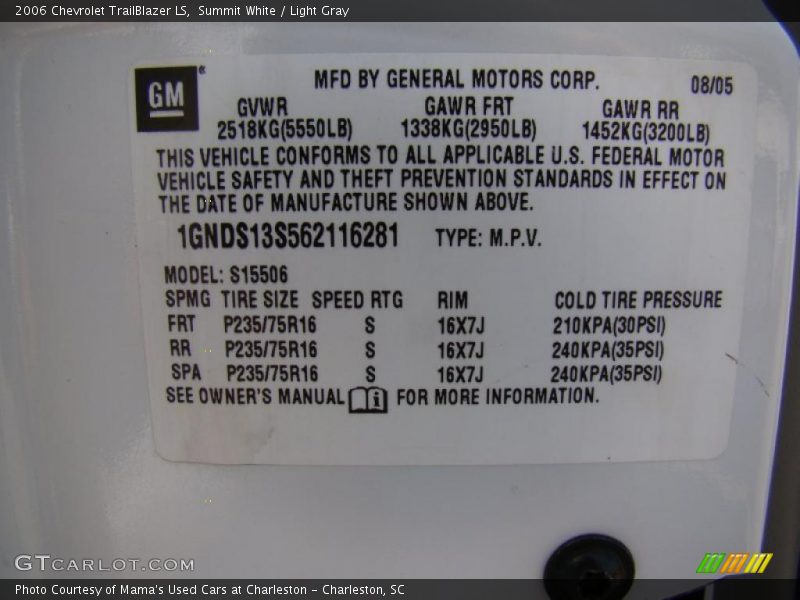 2006 Chevrolet TrailBlazer LS,  Summit White / Light Gray
GM
MFD BY GENERAL MOTORS CORP. 08/05
GVWR GAWR FRT GAWR RR
2518KG(5550LB) 1338KG(2950LB) 1452KG(3200LB)
THIS VEHICLE CONFORMS TO ALL APPLICABLE U.S. FEDERAL MOTOR
VEHICLE SAFETY AND THEFT PREVENTION STANDARDS IN EFFECT ON
THE DATE OF MANUFACTURE SHOWN ABOVE.
1GNDS13S562116281 TYPE: M.P.V.
MODEL: S15506
SPMG TIRE SIZE SPEED RTG RIM COLD TIRE PRESSURE
FRT P235/75R16 S 16X7J 210KPA(30PSI)
RR P235/75R16 S 16X7J 240KPA(35PSI)
SPA P235/75R16 S 16X7J 240KPA(35PSI)
SEE OWNER'S MANUAL i FOR MORE INFORMATION.
GTCARLOT.COM
Photo Courtesy of Mama's Used Cars at Charleston - Charleston, SC